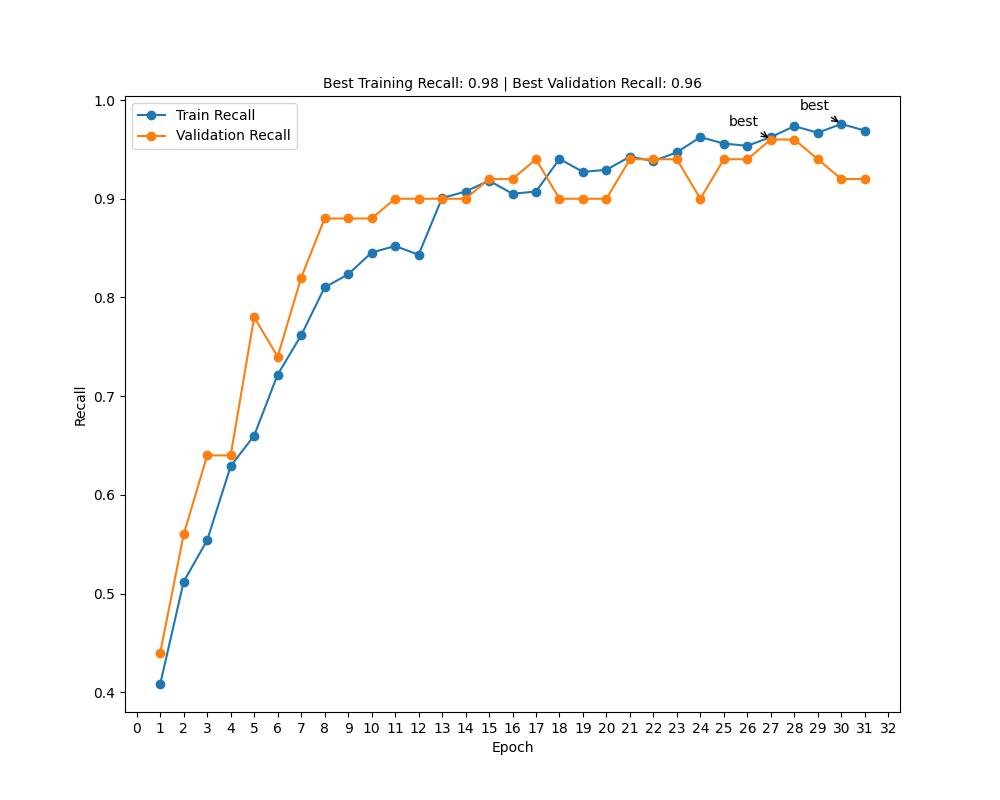 Best Training Recall: 0.98 | Best Validation Recall: 0.96
1.0
Train Recall
Validation Recall
best
best
0.9
0.8
0.7
0.6
0.5
0.4
Recall
0 1 2 3 4 5 6 7 8 9 10 11 12 13 14 15 16 17 18 19 20 21 22 23 24 25 26 27 28 29 30 31 32
Epoch